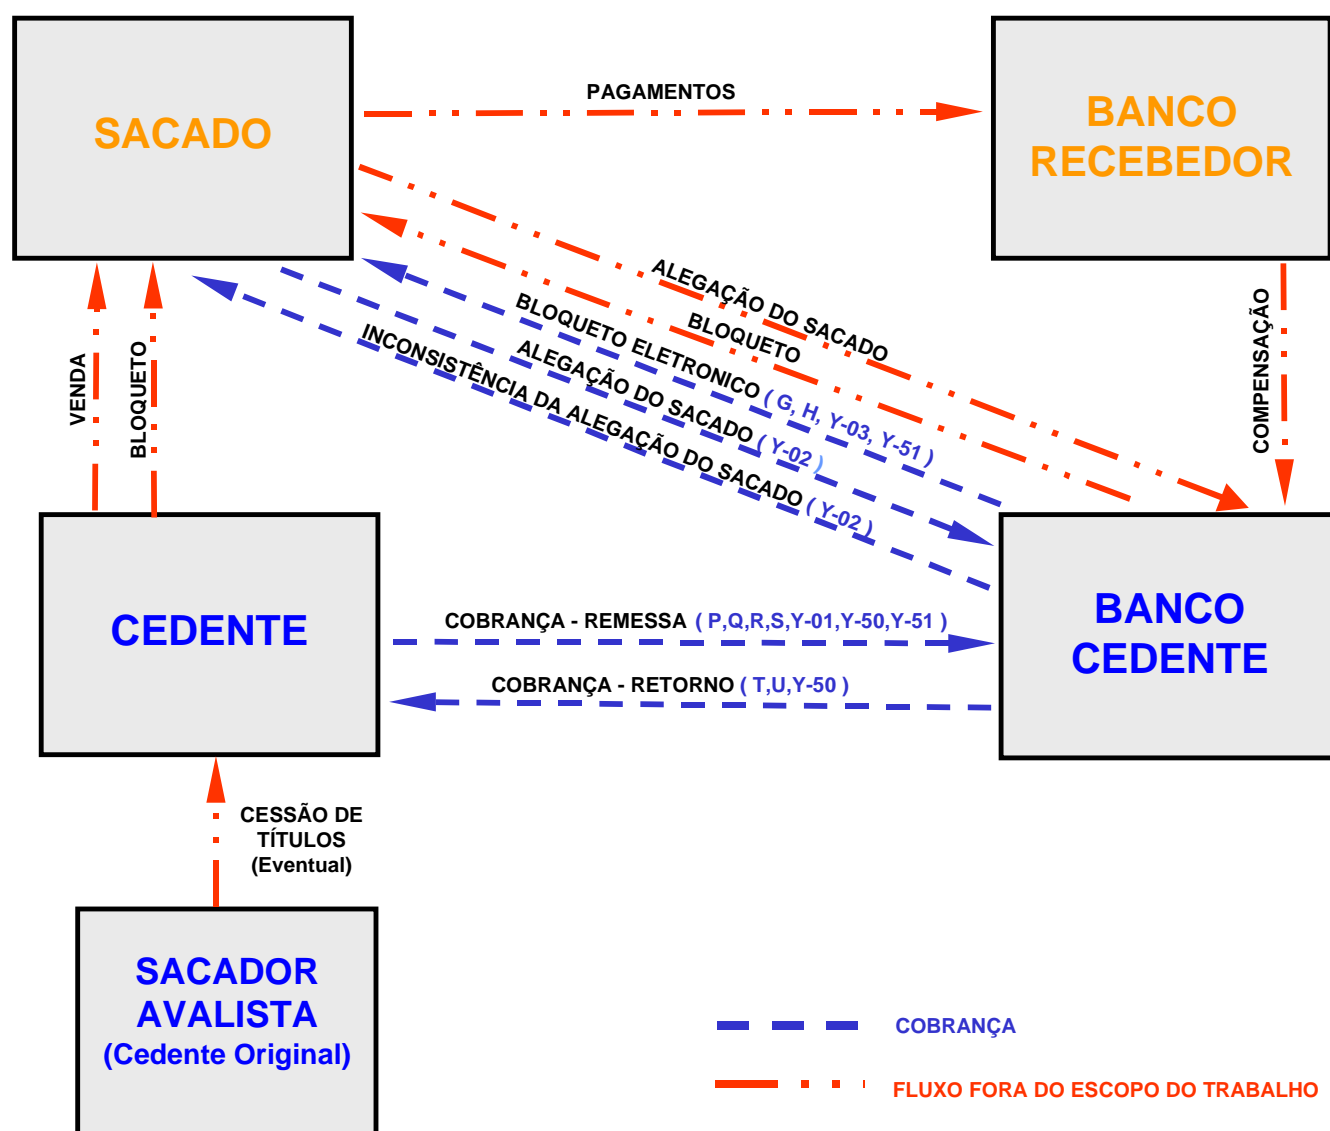 PAGAMENTOS
SACADO
BANCO
RECEBEDOR
ALEGAÇÃO DO SACADO
BLOQUETO
BLOQUETO ELETRONICO ( G, H, Y-03, Y-51 )
ALEGAÇÃO DO SACADO ( Y-02 )
INCONSISTÊNCIA DA ALEGAÇÃO DO SACADO ( Y-02 )
VENDA
BLOQUETO
COMPENSAÇÃO
CEDENTE
COBRANÇA - REMESSA ( P,Q,R,S,Y-01,Y-50,Y-51 )
COBRANÇA - RETORNO ( T,U,Y-50 )
BANCO
CEDENTE
CESSÃO DE
TÍTULOS
(Eventual)
SACADOR
AVALISTA
(Cedente Original)
COBRANÇA
FLUXO FORA DO ESCOPO DO TRABALHO